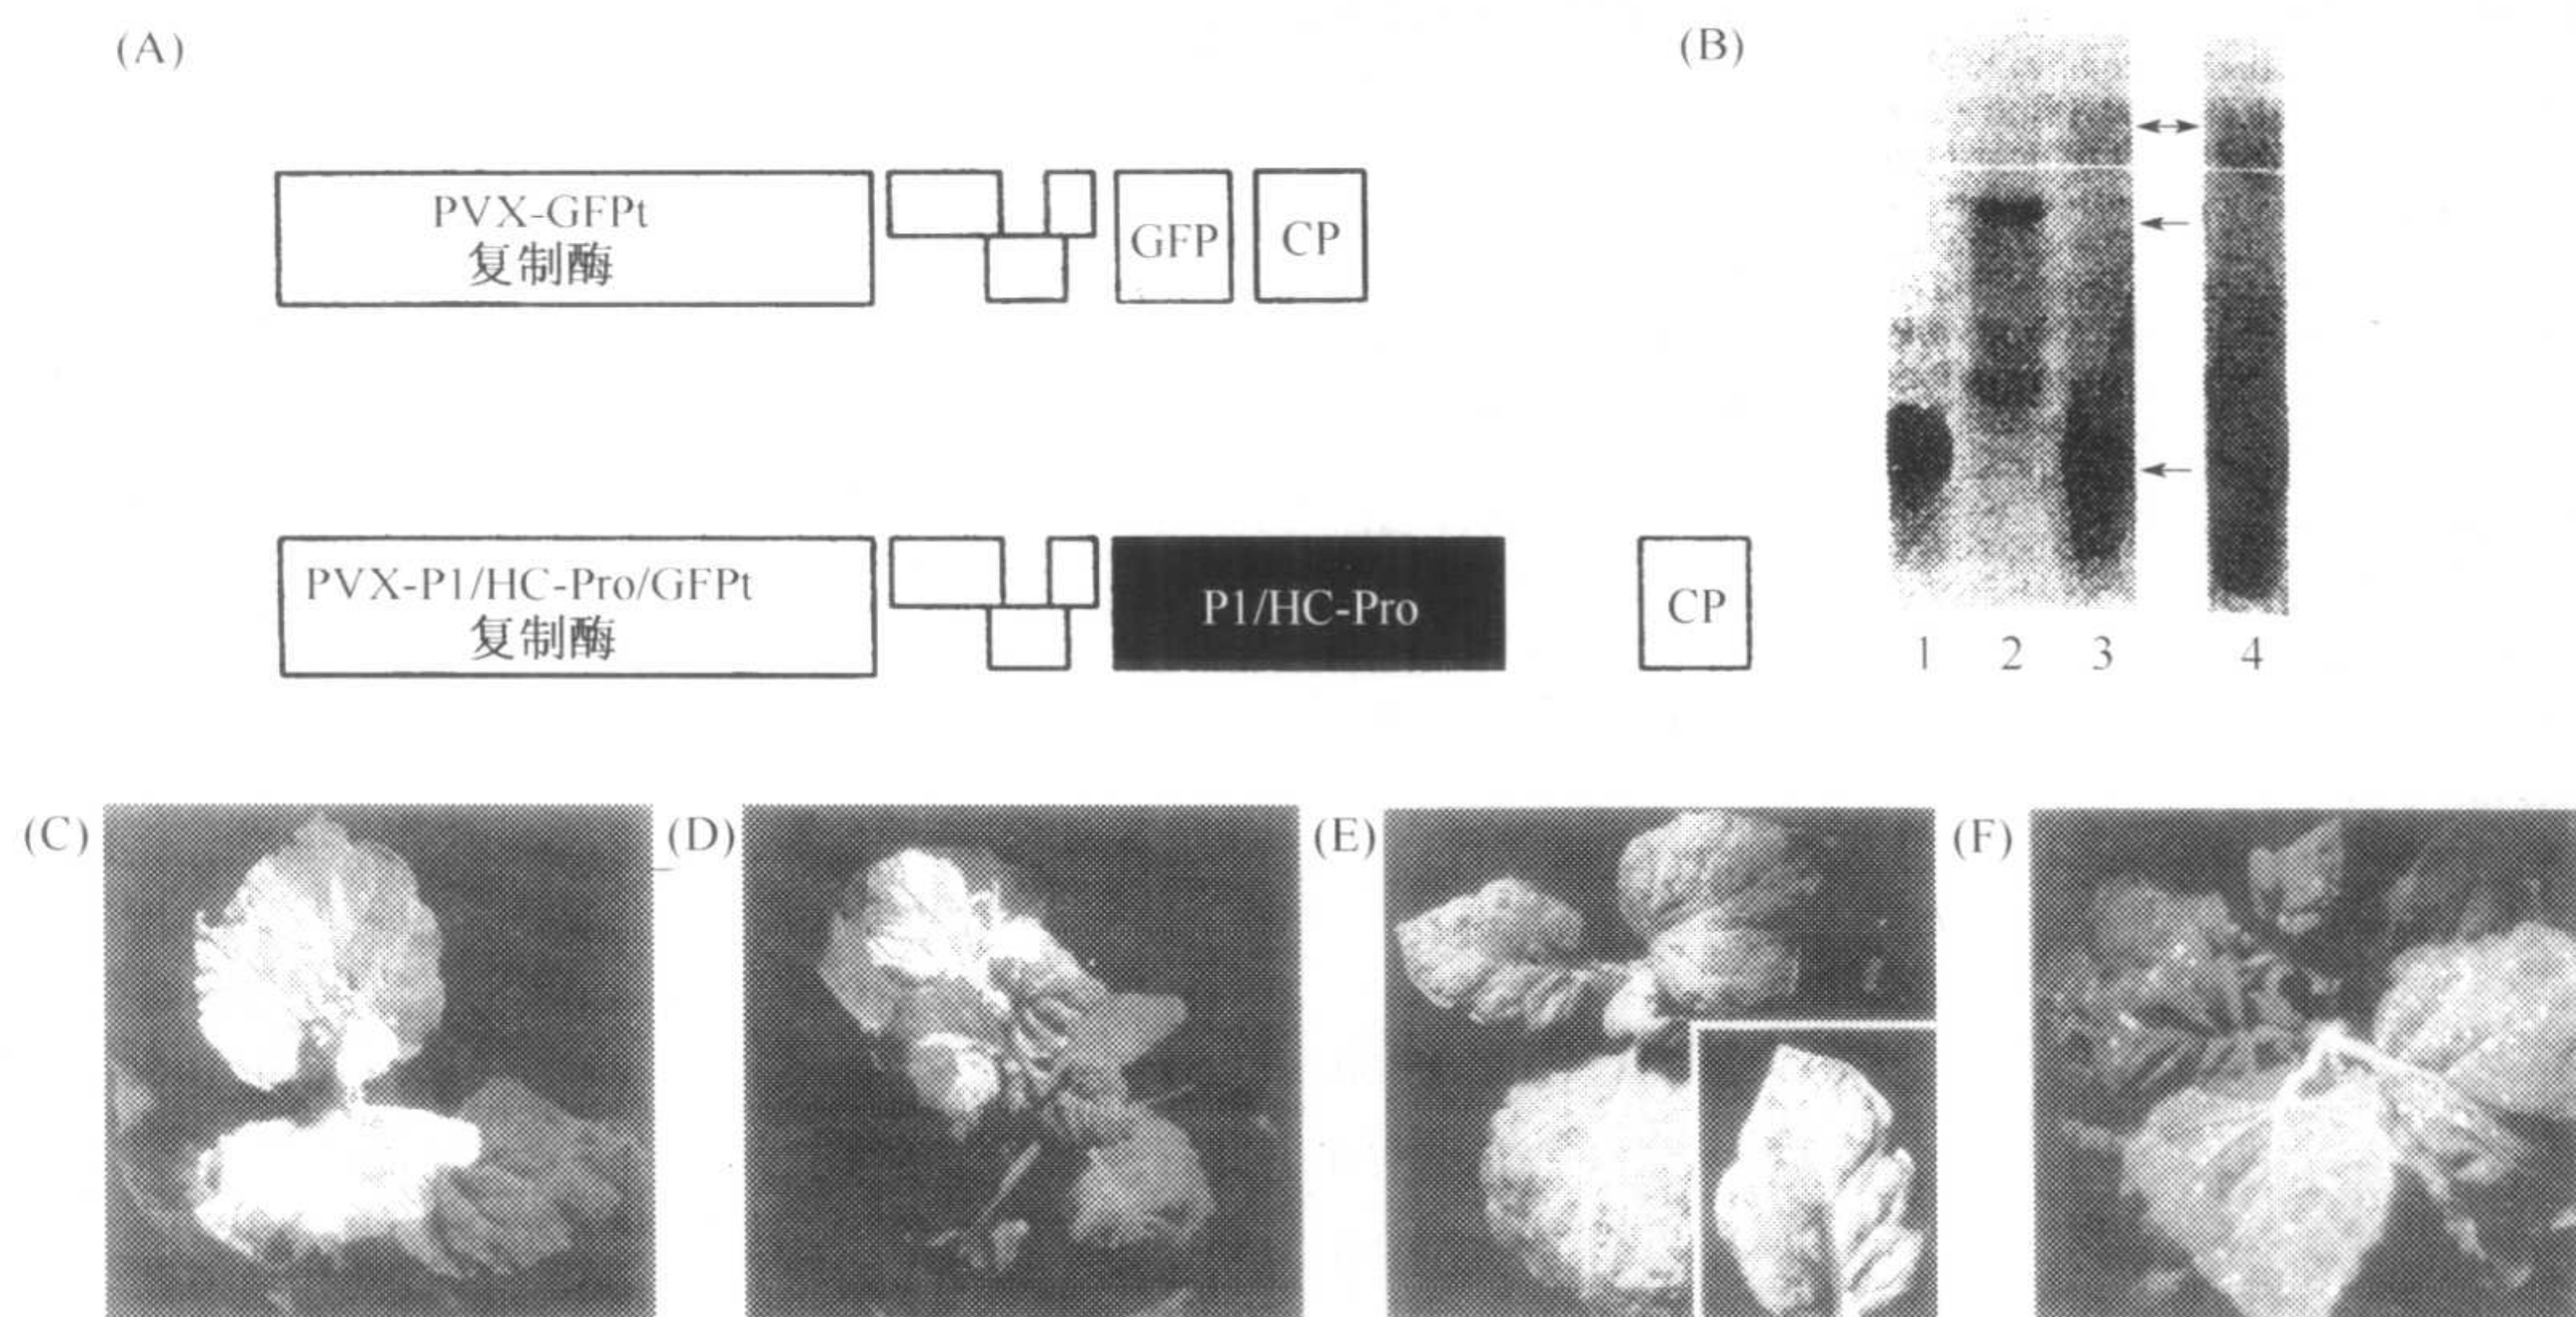 (A)
PVX-GFPt
复制酶
GFP
CP
PVX-P1/HC-Pro/GFPt
复制酶
P1/HC-Pro
CP
(B)
1 2 3 4
(C)
(D)
(E)
(F)